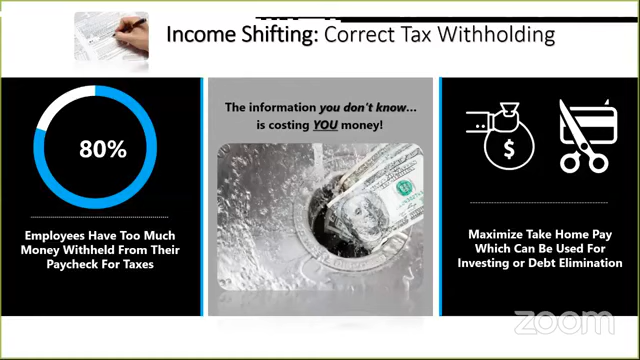 Income Shifting: Correct Tax Withholding
80%
Employees Have Too Much
Money Withheld From Their
Paycheck For Taxes
The information you don't know...
is costing YOU money!
$
Maximize Take Home Pay
Which Can Be Used For
Investing or Debt Elimination
zoom